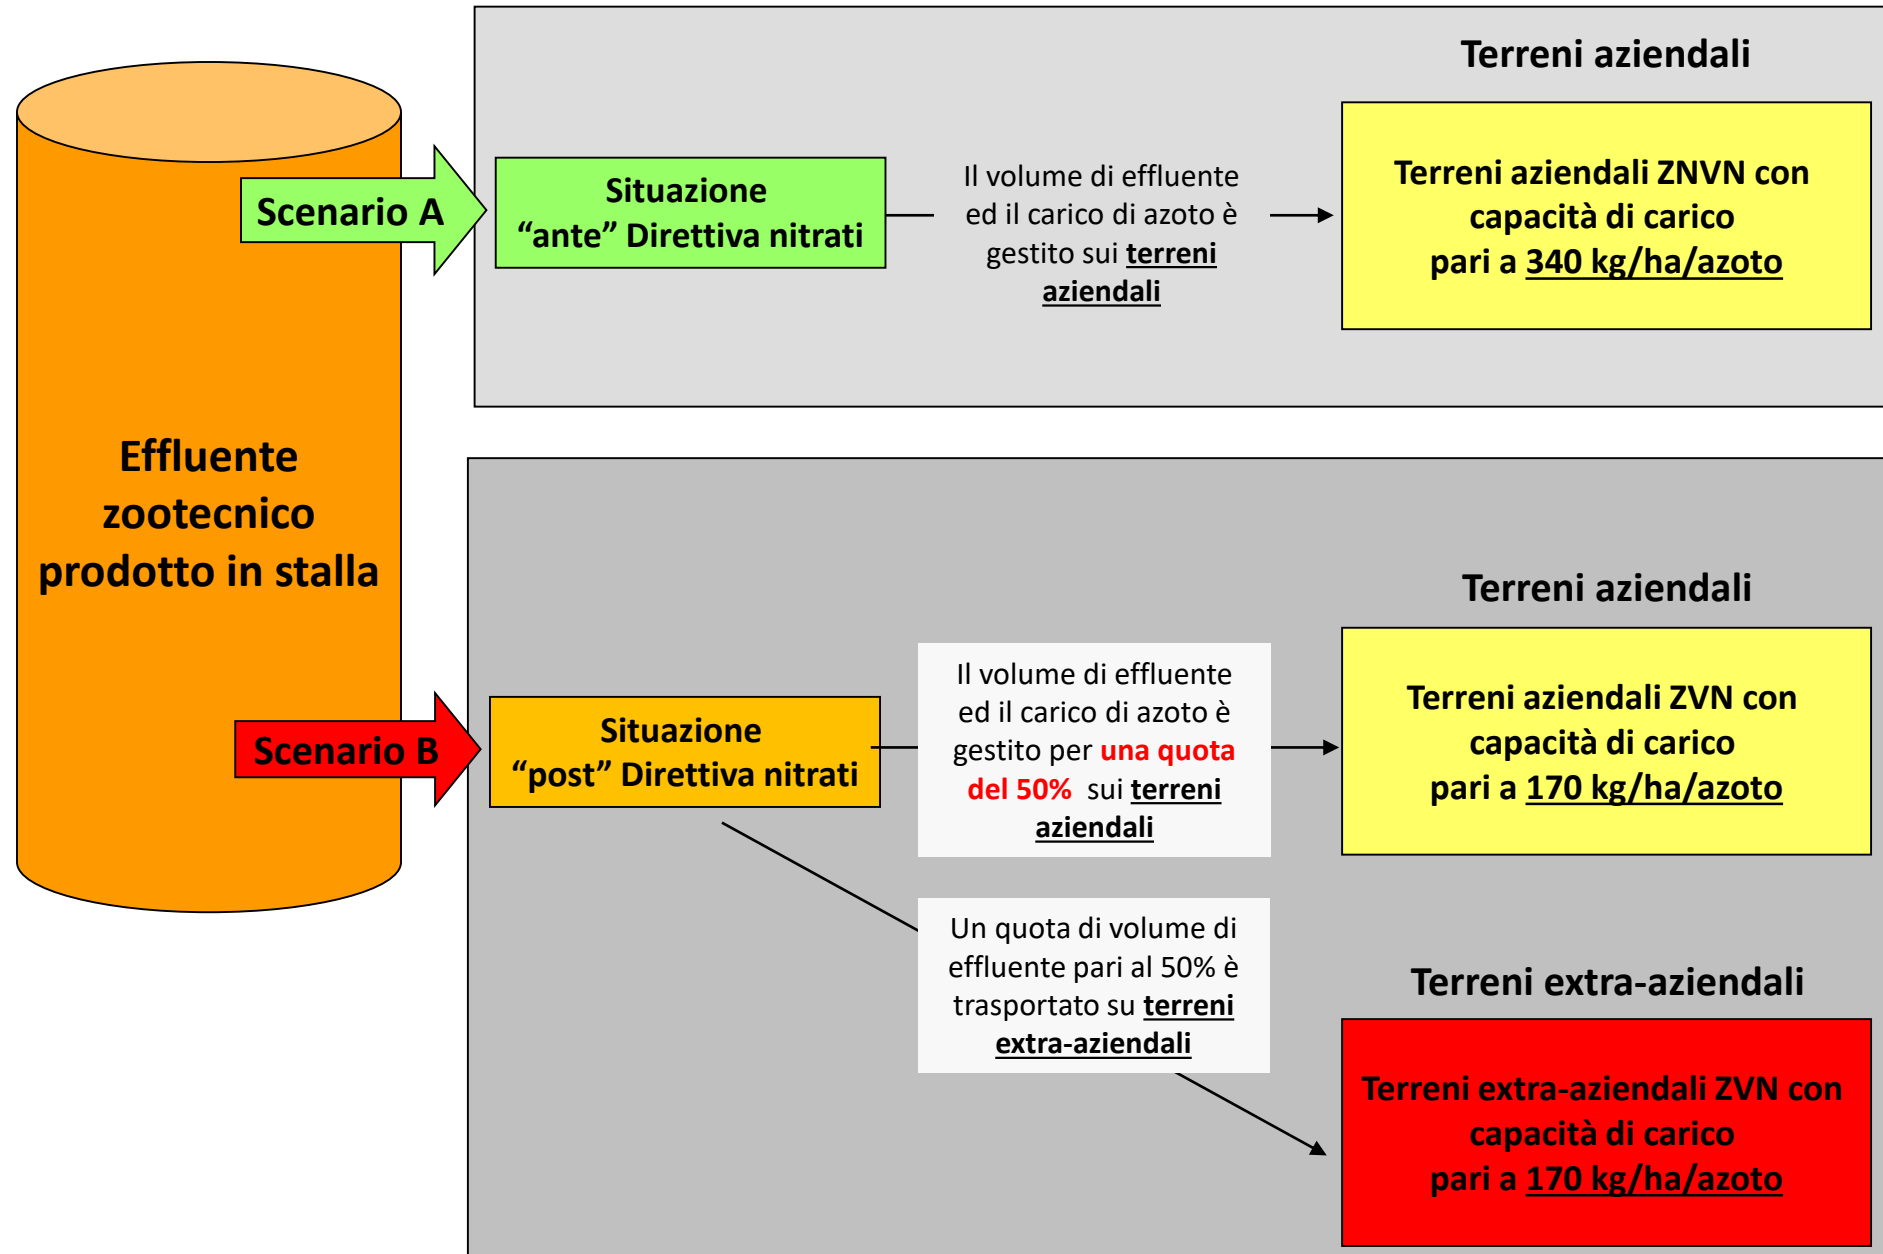 Effluente
zootecnico
prodotto in stalla
Scenario A
Situazione
“ante” Direttiva nitrati
Il volume di effluente
ed il carico di azoto è
gestito sui terreni
aziendali
Terreni aziendali
Terreni aziendali ZNVN con
capacità di carico
pari a 340 kg/ha/azoto
Scenario B
Situazione
“post” Direttiva nitrati
Il volume di effluente
ed il carico di azoto è
gestito per una quota
del 50% sui terreni
aziendali
Terreni aziendali
Terreni aziendali ZVN con
capacità di carico
pari a 170 kg/ha/azoto
Un quota di volume di
effluente pari al 50% è
trasportato su terreni
extra-aziendali
Terreni extra-aziendali
Terreni extra-aziendali ZVN con
capacità di carico
pari a 170 kg/ha/azoto